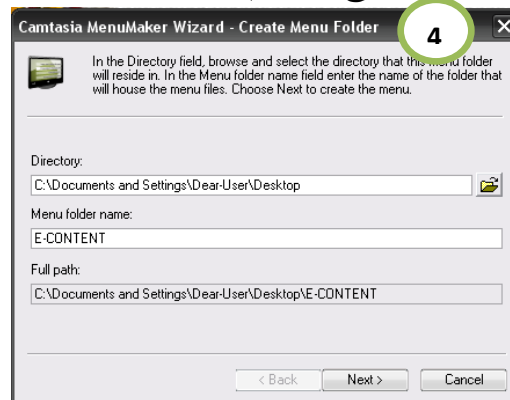 Camtasia MenuMaker Wizard - Create Menu Folder
4
In the Directory field, browse and select the directory that this menu folder
will reside in. In the Menu folder name field enter the name of the folder that
will house the menu files. Choose Next to create the menu.
Directory:
C:\Documents and Settings\Dear-User\Desktop
Menu folder name:
E-CONTENT
Full path:
C:\Documents and Settings\Dear-User\Desktop\E-CONTENT
< Back Next > Cancel